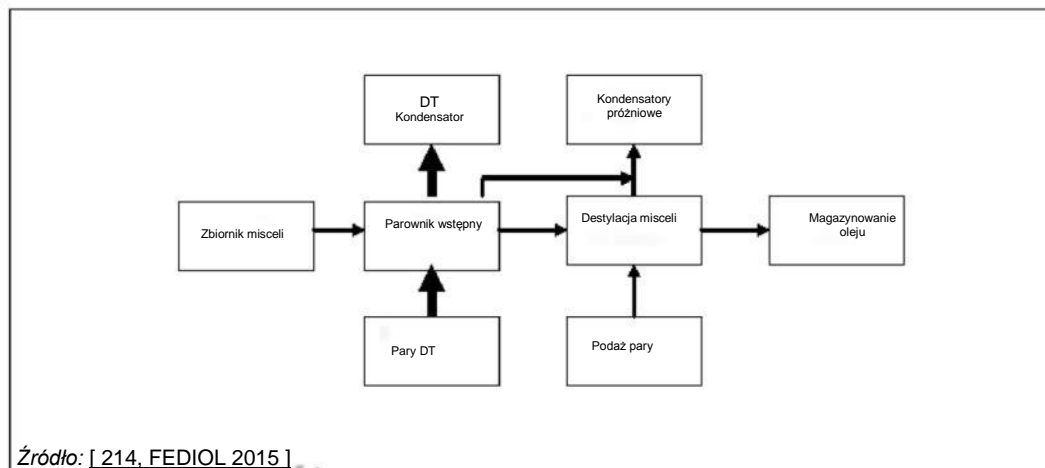 DT
Kondensator
Kondensatory
próżniowe
Zbiornik misceli
Parownik wstępny
Destylacja misceli
Magazynowanie
oleju
Pary DT
Podaż pary
Źródło: [ 214, FEDIOL 2015 ]